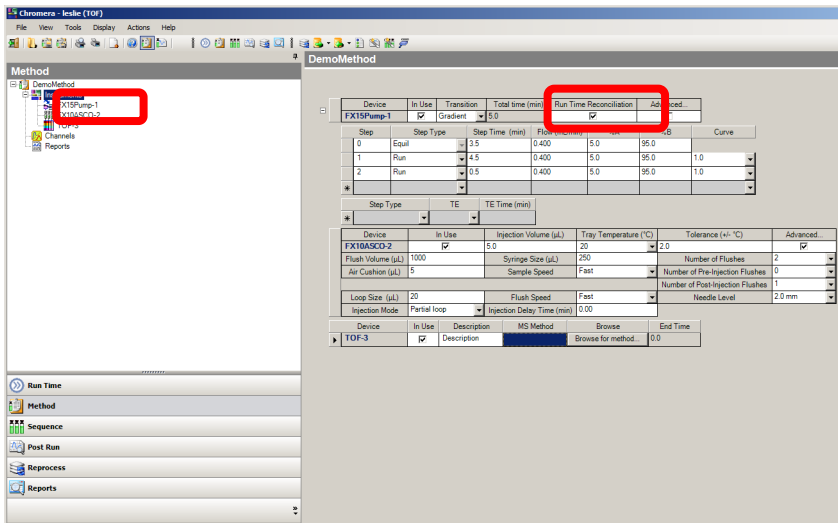 Chromera - leslie (TOF)
File View Tools Display Actions Help
Method
DemoMethod
FX15Pump-1
FX10ASCO-2
TOF-3
Channels
Reports
Run Time
Method
Sequence
Post Run
Reprocess
Reports
DemoMethod
Device In Use Transition Total time (min) Run Time Reconciliation
FX15Pump-1 Gradient 5.0
Step Step Type Step Time (min) %B Curve
0 Equil 3.5 0.400 5.0 95.0
1 Run 4.5 0.400 5.0 95.0 1.0
2 Run 0.5 0.400 5.0 95.0 1.0
* 
Step Type TE TE Time (min)
*
Device In Use Injection Volume (µL) Tray Temperature (°C) Tolerance (+/- °C) Advanced...
FX10ASCO-2 5.0 20 2.0
Flush Volume (µL) 1000 Syringe Size (µL) 250 Number of Flushes 2
Air Cushion (µL) 5 Sample Speed Fast Number of Pre-Injection Flushes 0
Number of Post-Injection Flushes 1
Loop Size (µL) 20 Flush Speed Fast Needle Level 2.0 mm
Injection Mode Partial loop Injection Delay Time (min) 0.00
Device In Use Description MS Method Browse End Time
TOF-3 Description Browse for method... 0.0